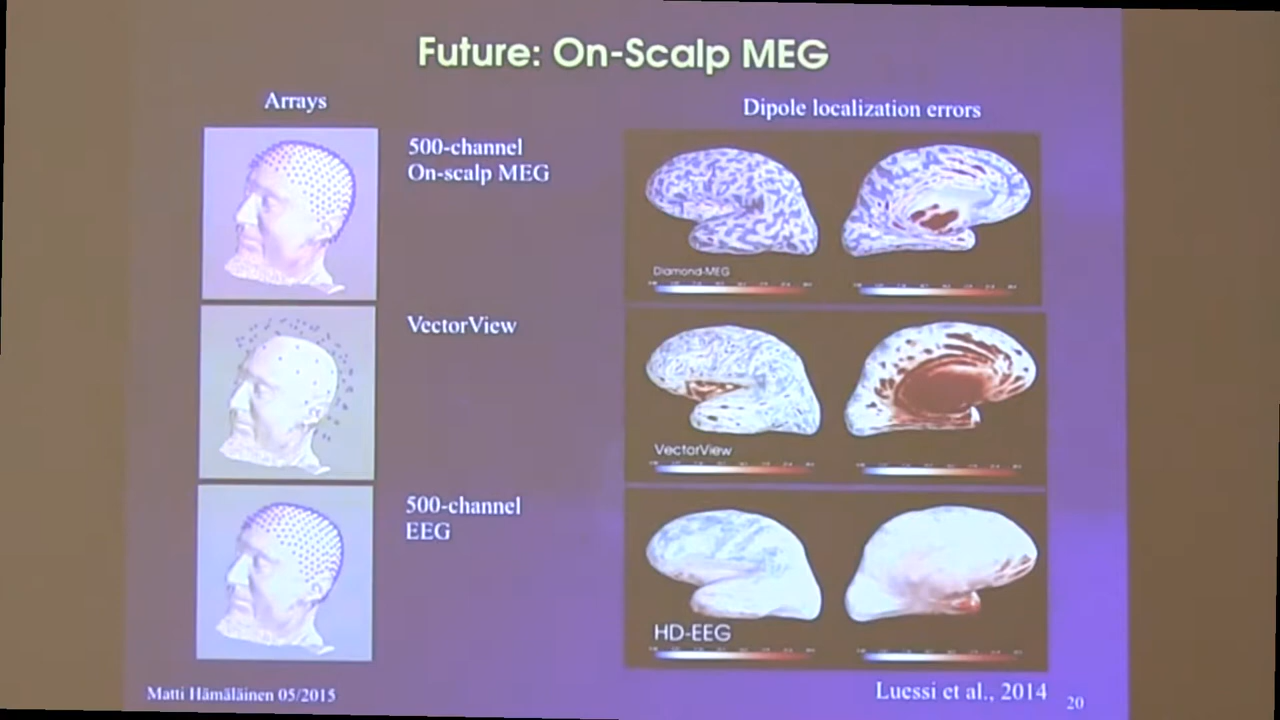 Future: On-Scalp MEG
Arrays
Dipole localization errors
500-channel
On-scalp MEG
Diamond-MEG
VectorView
VectorView
500-channel
EEG
HD-EEG
Matti Hämäläinen 05/2015
Luessi et al., 2014
20